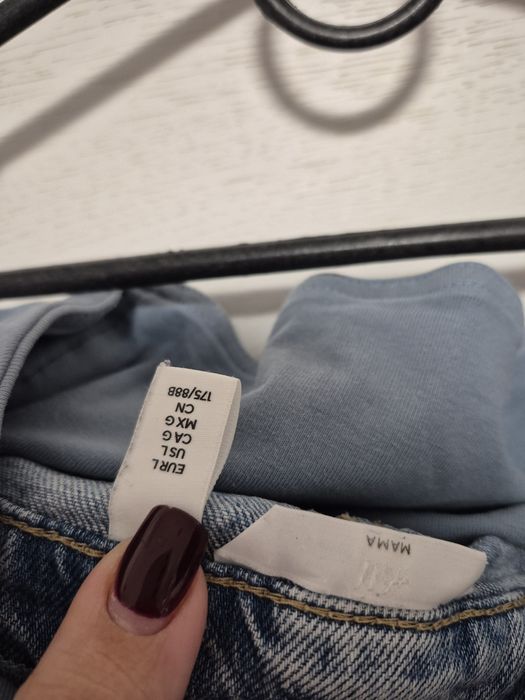 EUR L
US L
CA G
MX G
CN
175/88B
MAMA